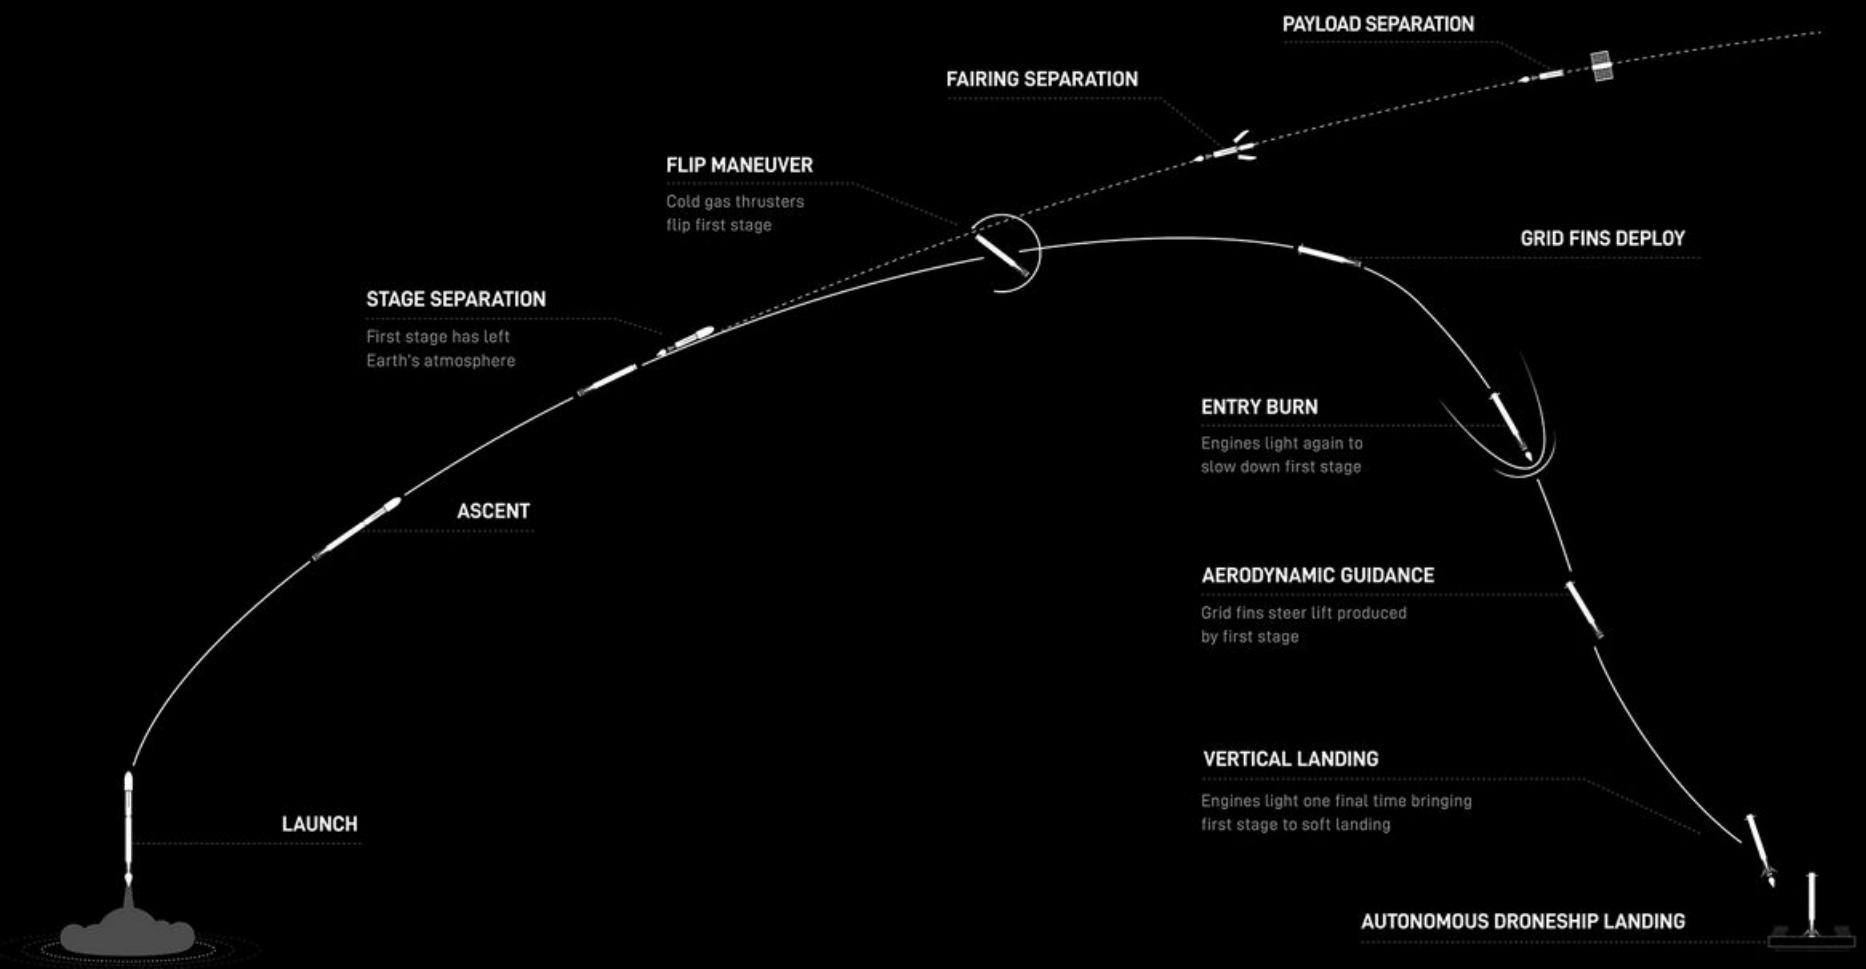 PAYLOAD SEPARATION
FAIRING SEPARATION
FLIP MANEUVER
Cold gas thrusters
flip first stage
GRID FINS DEPLOY
STAGE SEPARATION
First stage has left
Earth's atmosphere
ENTRY BURN
Engines light again to
slow down first stage
ASCENT
AERODYNAMIC GUIDANCE
Grid fins steer lift produced
by first stage
VERTICAL LANDING
Engines light one final time bringing
first stage to soft landing
LAUNCH
AUTONOMOUS DRONESHIP LANDING